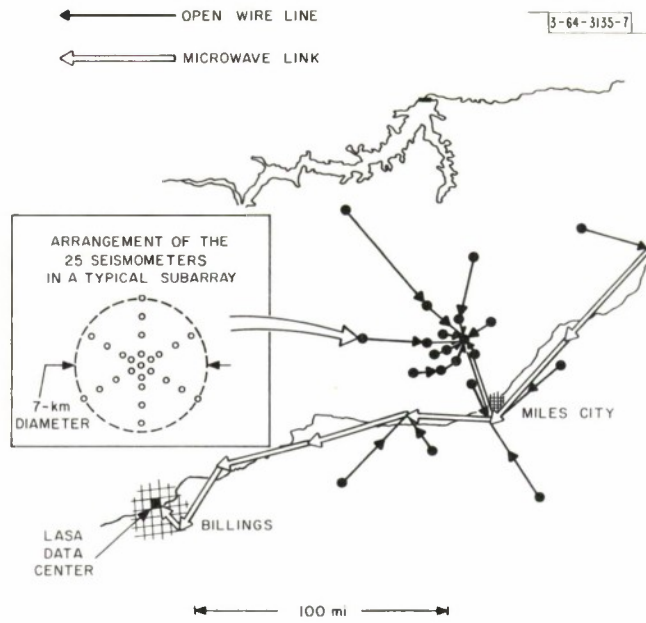 OPEN WIRE LINE
3-64-3135-7
MICROWAVE LINK
ARRANGEMENT OF THE
25 SEISMOMETERS
IN A TYPICAL SUBARRAY
7-km
DIAMETER
MILES CITY
BILLINGS
LASA
DATA
CENTER
100 mi